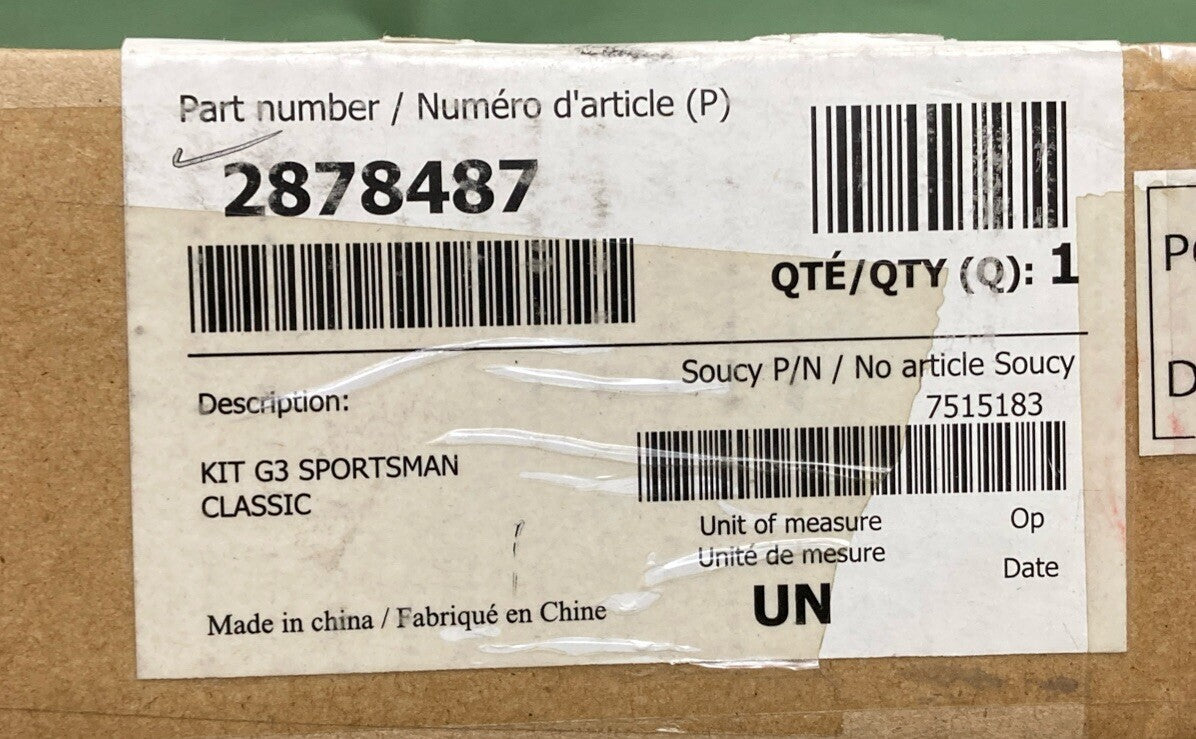 Part number / Numéro d'article (P)
2878487
QTÉ/QTY (Q): 1
Soucy P/N / No article Soucy
7515183
Description:
KIT G3 SPORTSMAN
CLASSIC
Unit of measure
Unité de mesure
UN
Op
Date
Made in china / Fabriqué en Chine